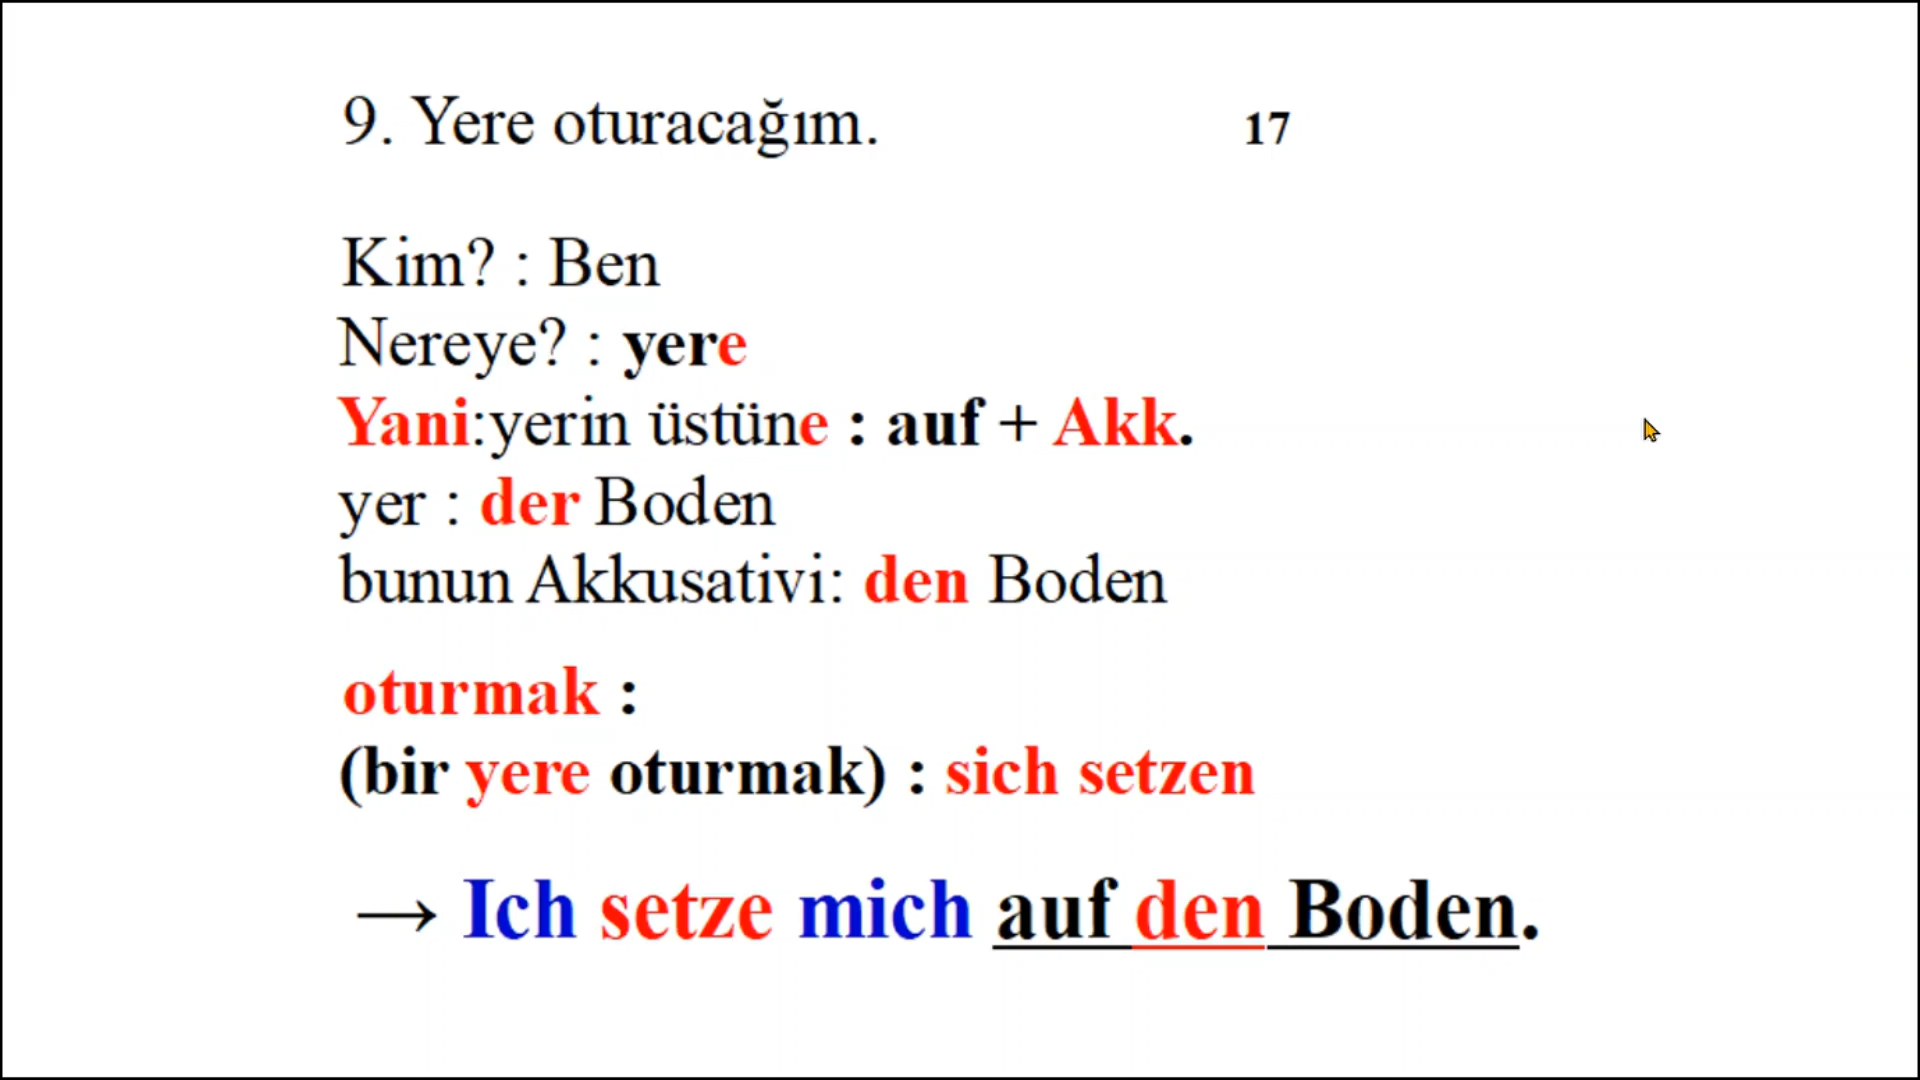 9. Yere oturacağım. 17
Kim? : Ben
Nereye? : yere
Yani:yerin üstüne : auf + Akk.
yer : der Boden
bunun Akkusativi: den Boden
oturmak :
(bir yere oturmak) : sich setzen
→ Ich setze mich auf den Boden.